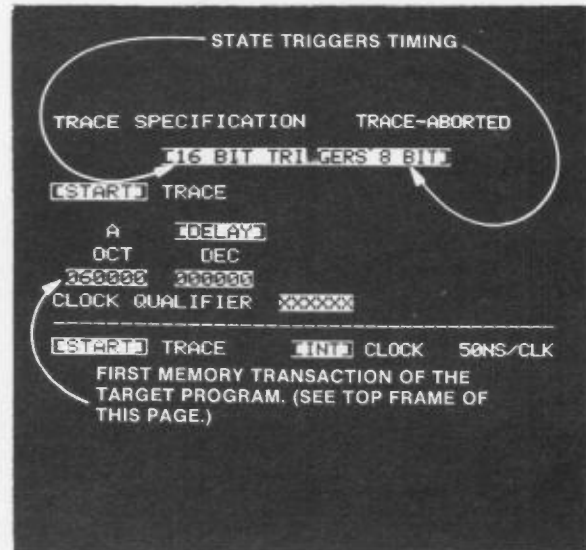 STATE TRIGGERS TIMING
TRACE SPECIFICATION TRACE-ABORTED
[16 BIT TRI GERS 8 BIT]
[START] TRACE
A [DELAY]
OCT DEC
060000 000000
CLOCK QUALIFIER XXXXXX
[START] TRACE [INT] CLOCK 50NS/CLK
FIRST MEMORY TRANSACTION OF THE
TARGET PROGRAM. (SEE TOP FRAME OF
THIS PAGE.)